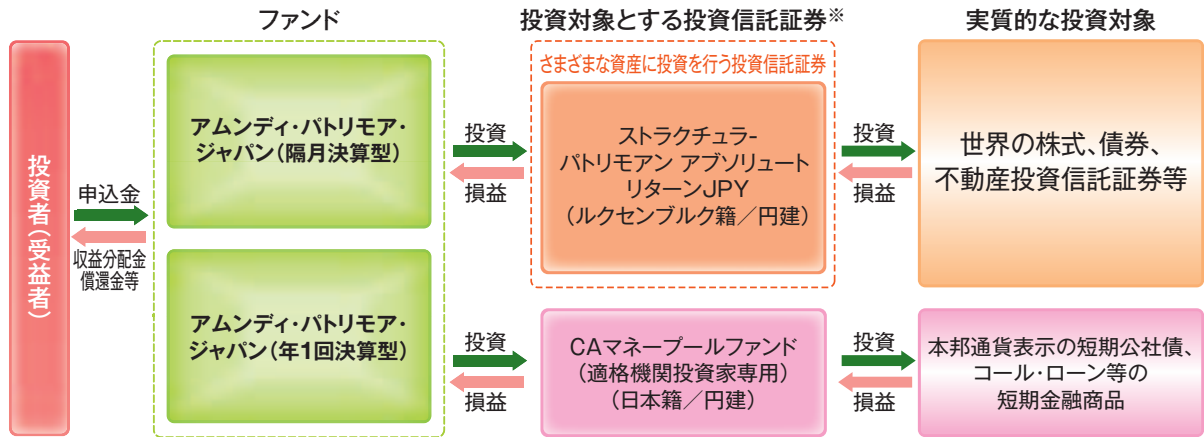 ファンド
投資対象とする投資信託証券※
実質的な投資対象
投資者（受益者）
申込金
収益分配金
償還金等
アムンディ・パトリモア・
ジャパン（隔月決算型）
アムンディ・パトリモア・
ジャパン（年1回決算型）
投資
損益
さまざまな資産に投資を行う投資信託証券
ストラクチュラ-
パトリモアン アブソリュート
リターンJPY
（ルクセンブルク籍／円建）
投資
損益
世界の株式、債券、
不動産投資信託証券等
投資
損益
CAマネープールファンド
（適格機関投資家専用）
（日本籍／円建）
投資
損益
本邦通貨表示の短期公社債、
コール・ローン等の
短期金融商品